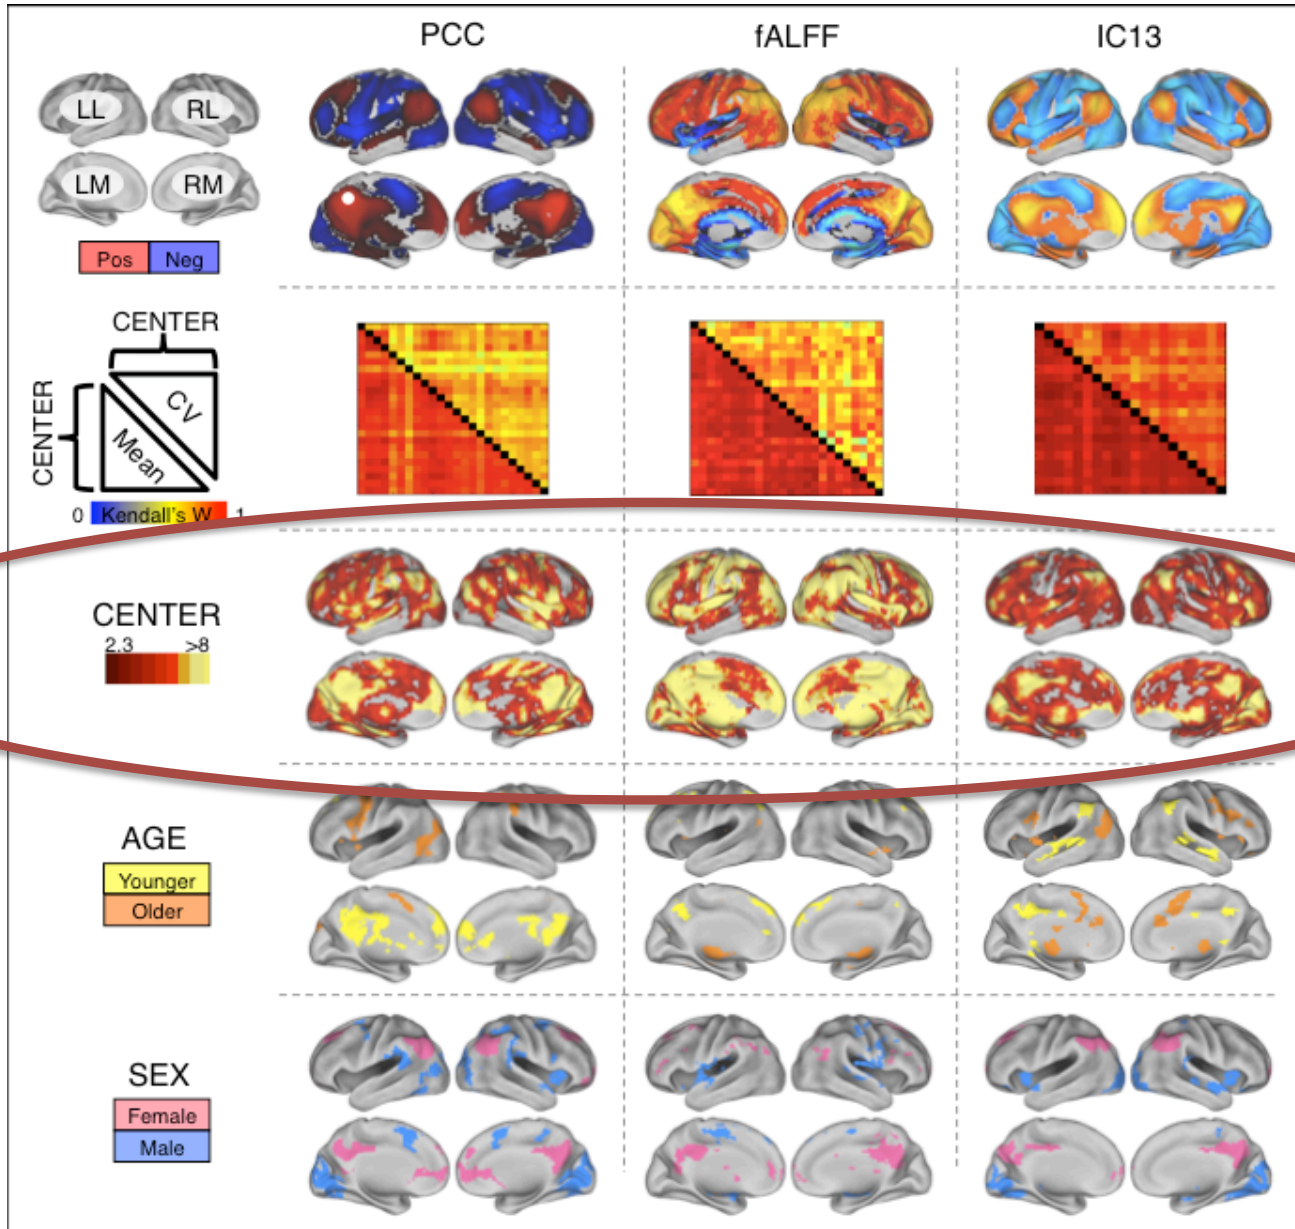 PCC
fALFF
IC13
LL
RL
LM
RM
Pos
Neg
CENTER
CENTER
CV
Mean
0
Kendall's W
1
CENTER
2.3
>8
AGE
Younger
Older
SEX
Female
Male